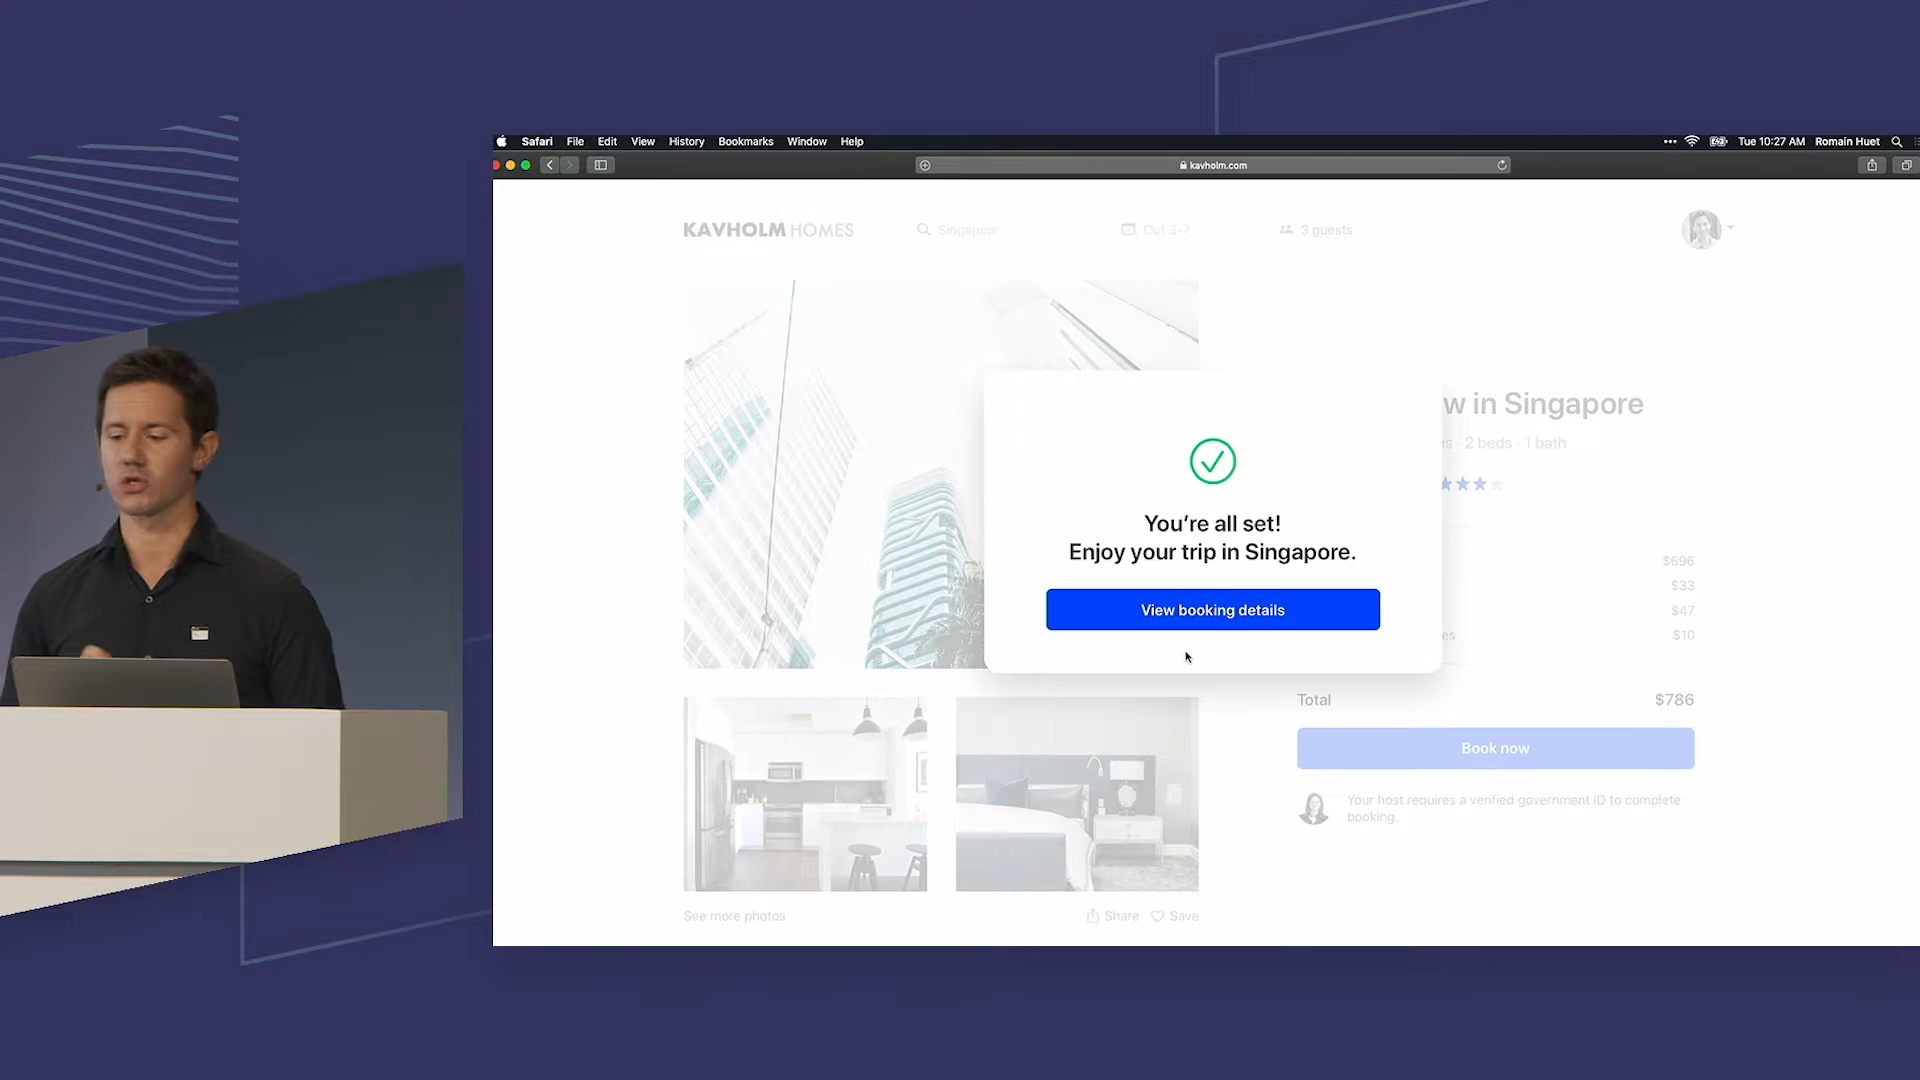 Safari File Edit View History Bookmarks Window Help
Tue 10:27 AM Romain Huet
kavholm.com
KAVHOLM HOMES
Singapore
Oct 3-7
3 guests
w in Singapore
s · 2 beds · 1 bath
You're all set!
Enjoy your trip in Singapore.
View booking details
$696
$33
$47
es $10
Total $786
Book now
Your host requires a verified government ID to complete
booking.
See more photos
Share
Save